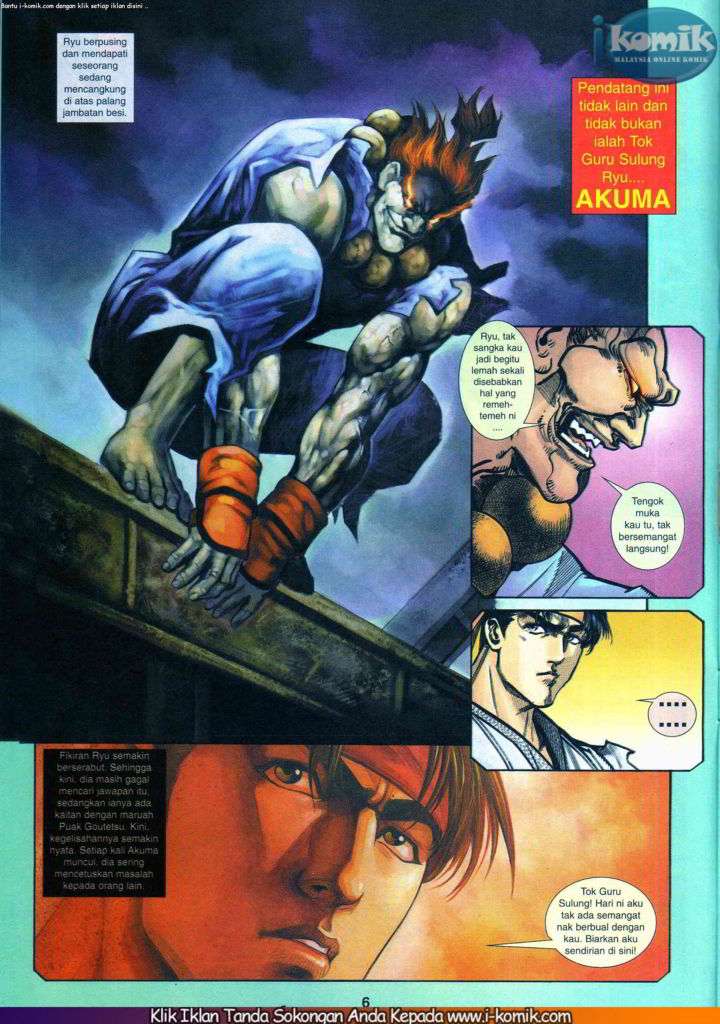 Bantu i-komik.com dengan klik setiap iklan disini ..
ikomik
MALAYSIA ONLINE KOMIK
Ryu berpusing
dan mendapati
seseorang
sedang
mencangkung
di atas palang
jambatan besi.
Pendatang ini
tidak lain dan
tidak bukan
ialah Tok
Guru Sulung
Ryu....
AKUMA
Ryu, tak
sangka kau
jadi begitu
lemah sekali
disebabkan
hal yang
remeh-
temeh ni
....
Tengok
muka
kau tu, tak
bersemangat
langsung!
....
....
Fikiran Ryu semakin
berserabut. Sehingga
kini, dia masih gagal
mencari jawapan itu,
sedangkan ianya ada
kaitan dengan maruah
Puak Goutetsu. Kini,
kegelisahannya semakin
nyata. Setiap kali Akuma
muncul, dia sering
mencetuskan masalah
kepada orang lain.
Tok Guru
Sulung! Hari ni aku
tak ada semangat
nak berbual dengan
kau. Biarkan aku
sendirian di sini!
6
Klik Iklan Tanda Sokongan Anda Kepada www.i-komik.com